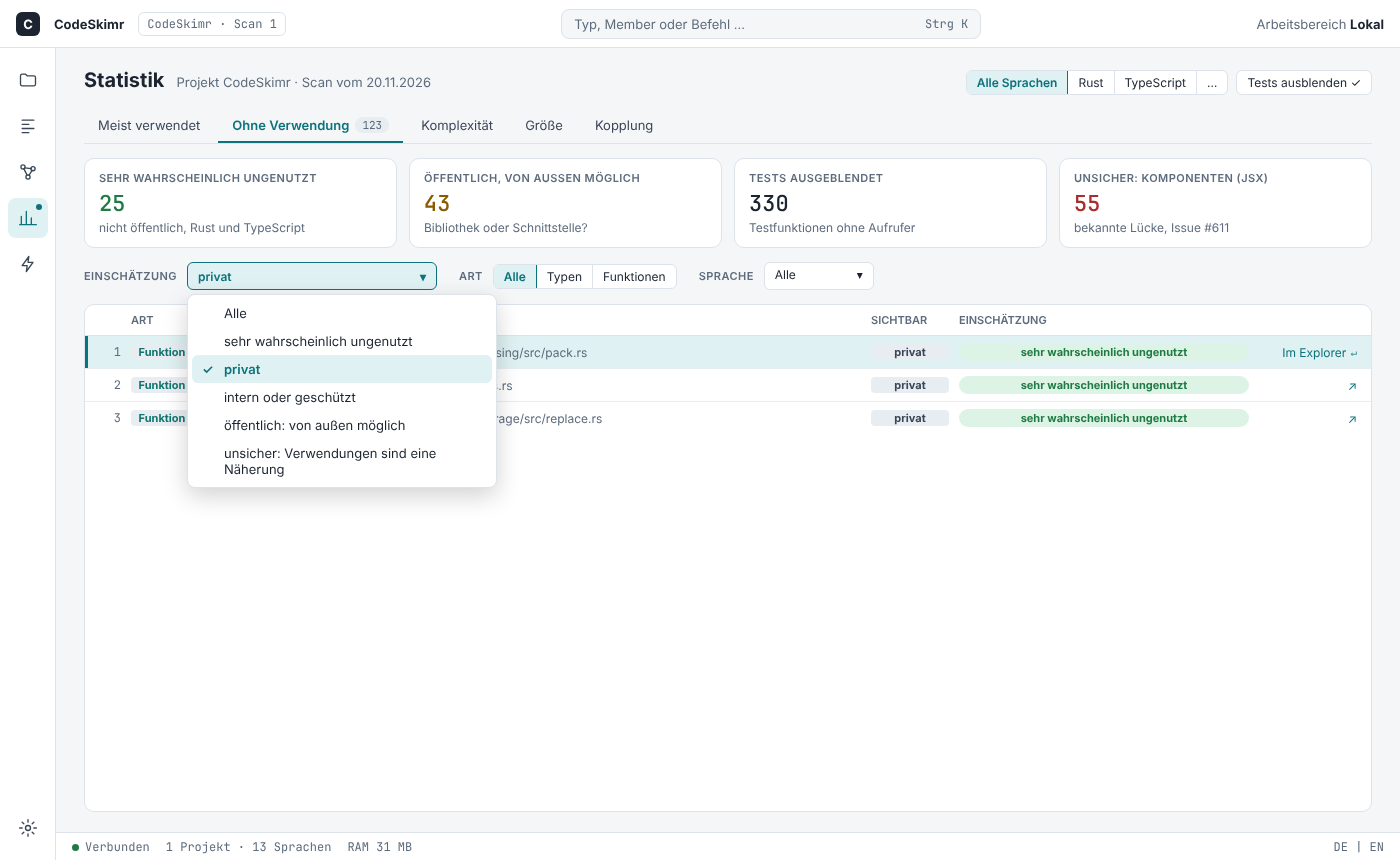 C CodeSkimr CodeSkimr · Scan 1 Typ, Member oder Befehl ... Strg K Arbeitsbereich Lokal
Statistik Projekt CodeSkimr · Scan vom 20.11.2026 Alle Sprachen Rust TypeScript ... Tests ausblenden ✓
Meist verwendet Ohne Verwendung 123 Komplexität Größe Kopplung
SEHR WAHRSCHEINLICH UNGENUTZT
25
nicht öffentlich, Rust und TypeScript
ÖFFENTLICH, VON AUSSEN MÖGLICH
43
Bibliothek oder Schnittstelle?
TESTS AUSGEBLENDET
330
Testfunktionen ohne Aufrufer
UNSICHER: KOMPONENTEN (JSX)
55
bekannte Lücke, Issue #611
EINSCHÄTZUNG privat ▾ ART Alle Typen Funktionen SPRACHE Alle ▾
Alle
sehr wahrscheinlich ungenutzt
✓ privat
intern oder geschützt
öffentlich: von außen möglich
unsicher: Verwendungen sind eine
Näherung
ART SICHTBAR EINSCHÄTZUNG
1 Funktion sing/src/pack.rs privat sehr wahrscheinlich ungenutzt Im Explorer ↵
2 Funktion .rs privat sehr wahrscheinlich ungenutzt ↗
3 Funktion rage/src/replace.rs privat sehr wahrscheinlich ungenutzt ↗
Verbunden 1 Projekt · 13 Sprachen RAM 31 MB DE | EN